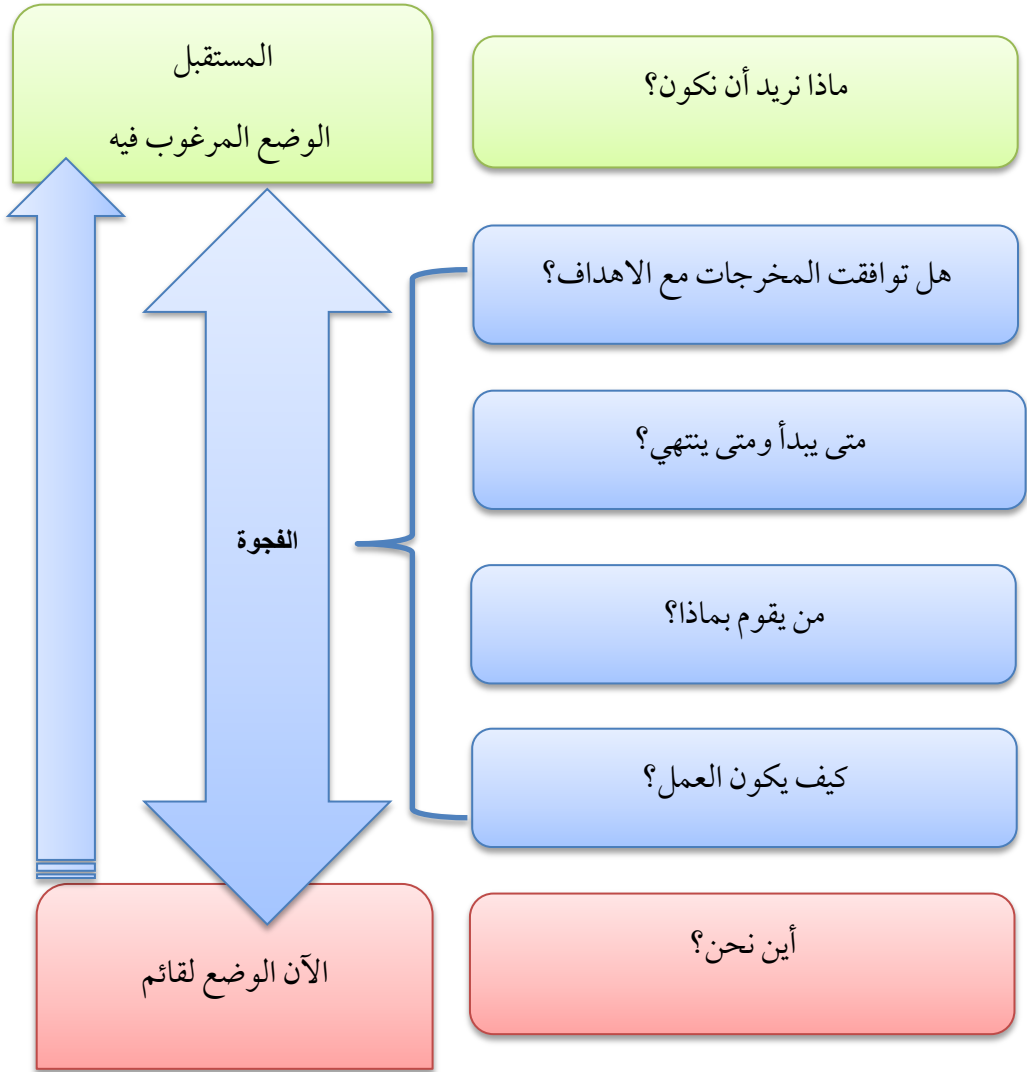 المستقبل
الوضع المرغوب فيه
ماذا نريد أن نكون؟
هل توافقت المخرجات مع الاهداف؟
متى يبدأ ومتى ينتهي؟
الفجوة
من يقوم بماذا؟
كيف يكون العمل؟
أين نحن؟
الآن الوضع لقائم